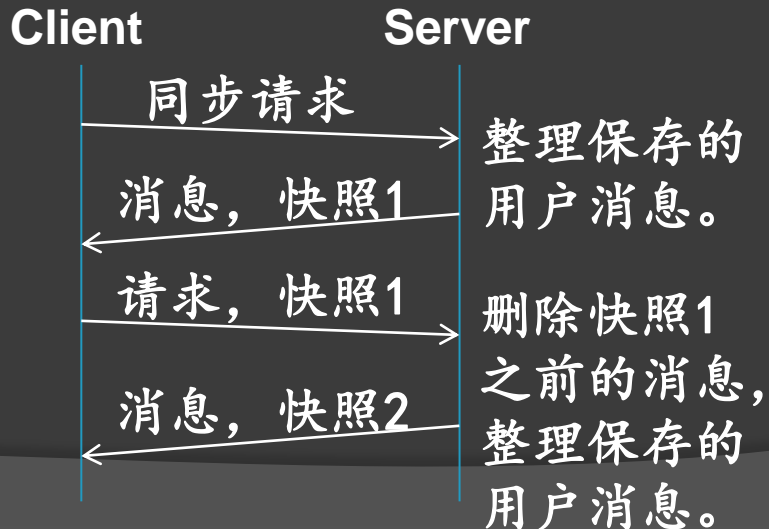 Client
Server
同步请求
整理保存的
用户消息。
消息，快照1
请求，快照1
删除快照1
之前的消息，
整理保存的
用户消息。
消息，快照2